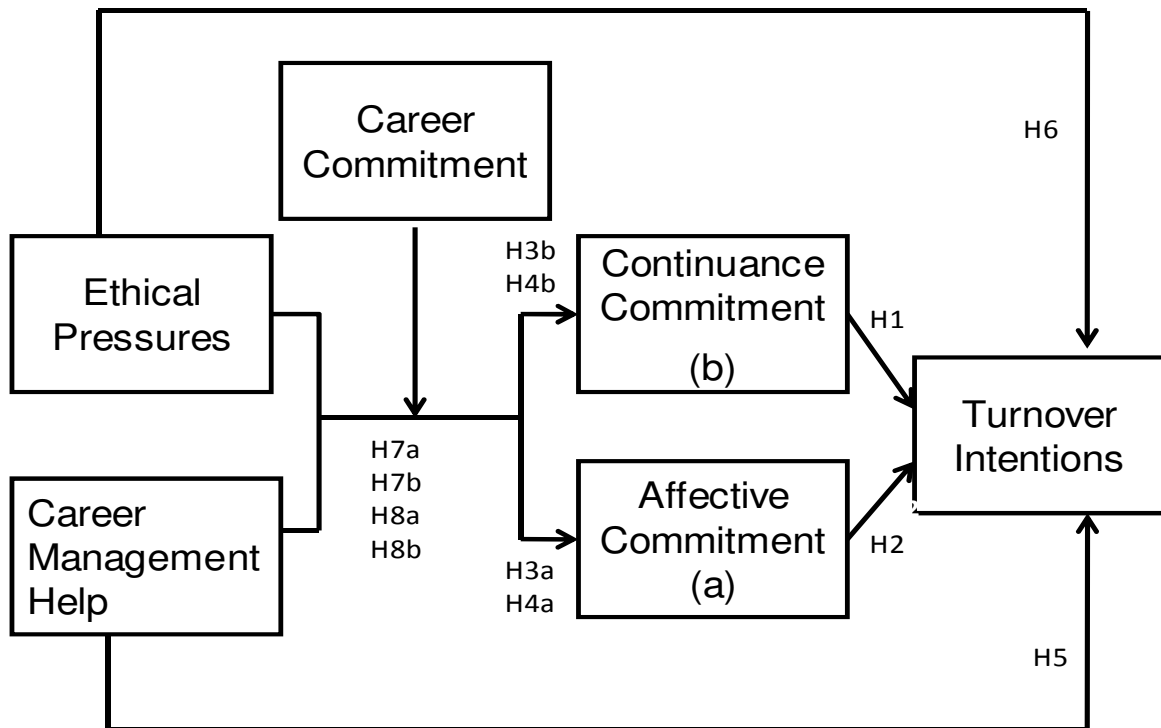 Career
Commitment
H6
Ethical
Pressures
H3b
H4b
Continuance
Commitment
(b)
H1
Turnover
Intentions
H7a
H7b
H8a
H8b
Career
Management
Help
H3a
H4a
Affective
Commitment
(a)
H2
H5